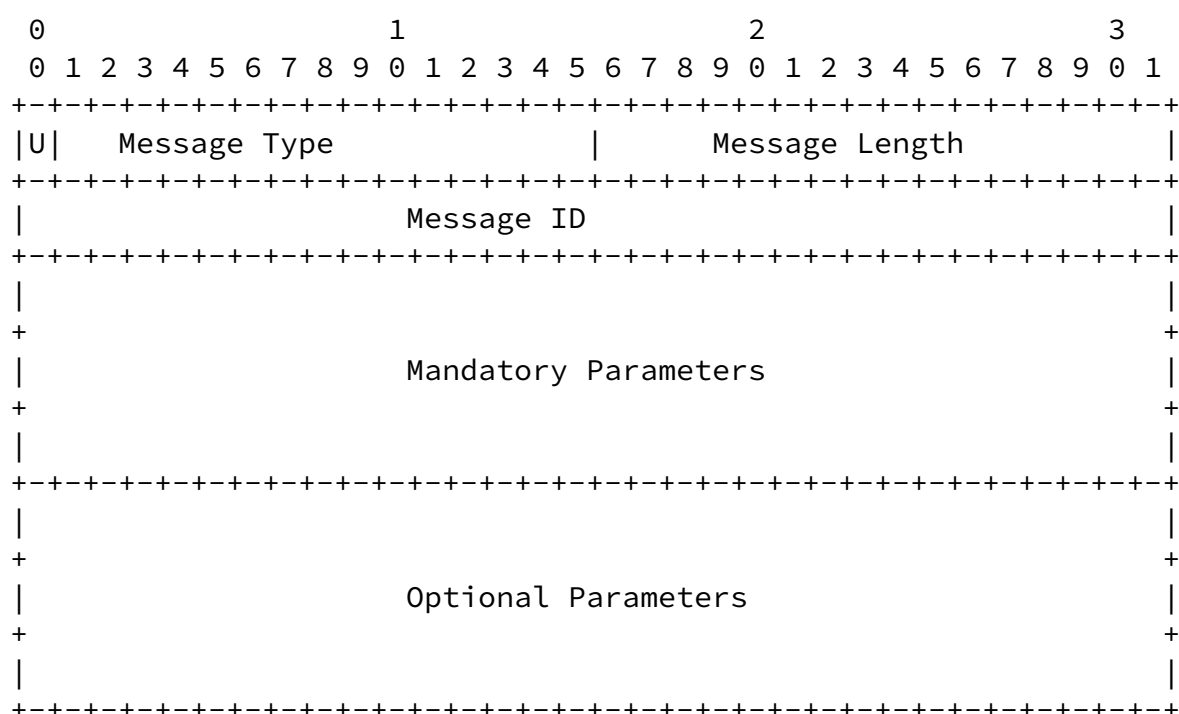 0                   1                   2                   3
 0 1 2 3 4 5 6 7 8 9 0 1 2 3 4 5 6 7 8 9 0 1 2 3 4 5 6 7 8 9 0 1
+-+-+-+-+-+-+-+-+-+-+-+-+-+-+-+-+-+-+-+-+-+-+-+-+-+-+-+-+-+-+-+-+
|U|   Message Type              |      Message Length           |
+-+-+-+-+-+-+-+-+-+-+-+-+-+-+-+-+-+-+-+-+-+-+-+-+-+-+-+-+-+-+-+-+
|                     Message ID                                |
+-+-+-+-+-+-+-+-+-+-+-+-+-+-+-+-+-+-+-+-+-+-+-+-+-+-+-+-+-+-+-+-+
|                                                               |
+                                                               +
|                     Mandatory Parameters                      |
+                                                               +
|                                                               |
+-+-+-+-+-+-+-+-+-+-+-+-+-+-+-+-+-+-+-+-+-+-+-+-+-+-+-+-+-+-+-+-+
|                                                               |
+                                                               +
|                     Optional Parameters                       |
+                                                               +
|                                                               |
+-+-+-+-+-+-+-+-+-+-+-+-+-+-+-+-+-+-+-+-+-+-+-+-+-+-+-+-+-+-+-+-+